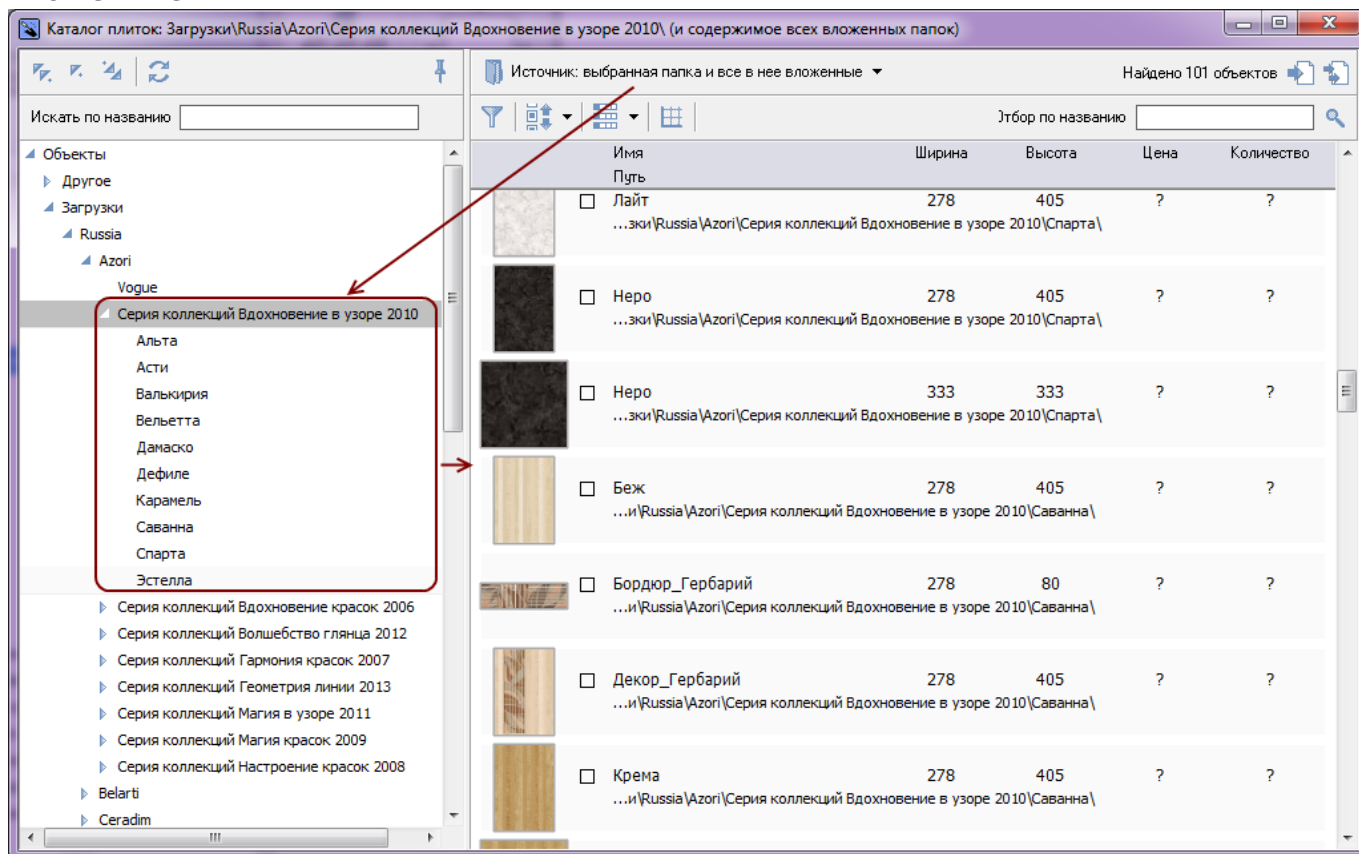 Каталог плиток: Загрузки\Russia\Azori\Серия коллекций Вдохновение в узоре 2010\ (и содержимое всех вложенных папок)
Источник: выбранная папка и все в нее вложенные
Найдено 101 объектов
Искать по названию
Отбор по названию
Объекты
Другое
Загрузки
Russia
Azori
Vogue
Серия коллекций Вдохновение в узоре 2010
Альта
Асти
Валькирия
Вельетта
Дамаско
Дефиле
Карамель
Саванна
Спарта
Эстелла
Серия коллекций Вдохновение красок 2006
Серия коллекций Волшебство глянца 2012
Серия коллекций Гармония красок 2007
Серия коллекций Геометрия линии 2013
Серия коллекций Магия в узоре 2011
Серия коллекций Магия красок 2009
Серия коллекций Настроение красок 2008
Belarti
Ceradim
Имя Ширина Высота Цена Количество
Путь
Лайт 278 405 ? ?
...зки\Russia\Azori\Серия коллекций Вдохновение в узоре 2010\Спарта\
Неро 278 405 ? ?
...зки\Russia\Azori\Серия коллекций Вдохновение в узоре 2010\Спарта\
Неро 333 333 ? ?
...зки\Russia\Azori\Серия коллекций Вдохновение в узоре 2010\Спарта\
Беж 278 405 ? ?
...и\Russia\Azori\Серия коллекций Вдохновение в узоре 2010\Саванна\
Бордюр_Гербарий 278 80 ? ?
...и\Russia\Azori\Серия коллекций Вдохновение в узоре 2010\Саванна\
Декор_Гербарий 278 405 ? ?
...и\Russia\Azori\Серия коллекций Вдохновение в узоре 2010\Саванна\
Крема 278 405 ? ?
...и\Russia\Azori\Серия коллекций Вдохновение в узоре 2010\Саванна\